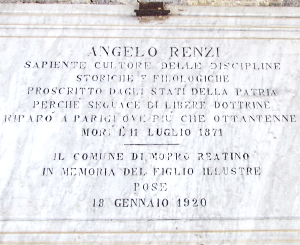 ANGELO RENZI
SAPIENTE CULTORE DELLE DISCIPLINE
STORICHE E FILOLOGICHE
PROSCRITTO DAGLI STATI DELLA PATRIA
PERCHÈ SEGUACE DI LIBERE DOTTRINE
RIPARÒ A PARIGI OVE PIÙ CHE OTTANTENNE
MORÌ È 11 LUGLIO 1871
IL COMUNE DI MOPRO REATINO
IN MEMORIA DEL FIGLIO ILLUSTRE
POSE
18 GENNAIO 1920